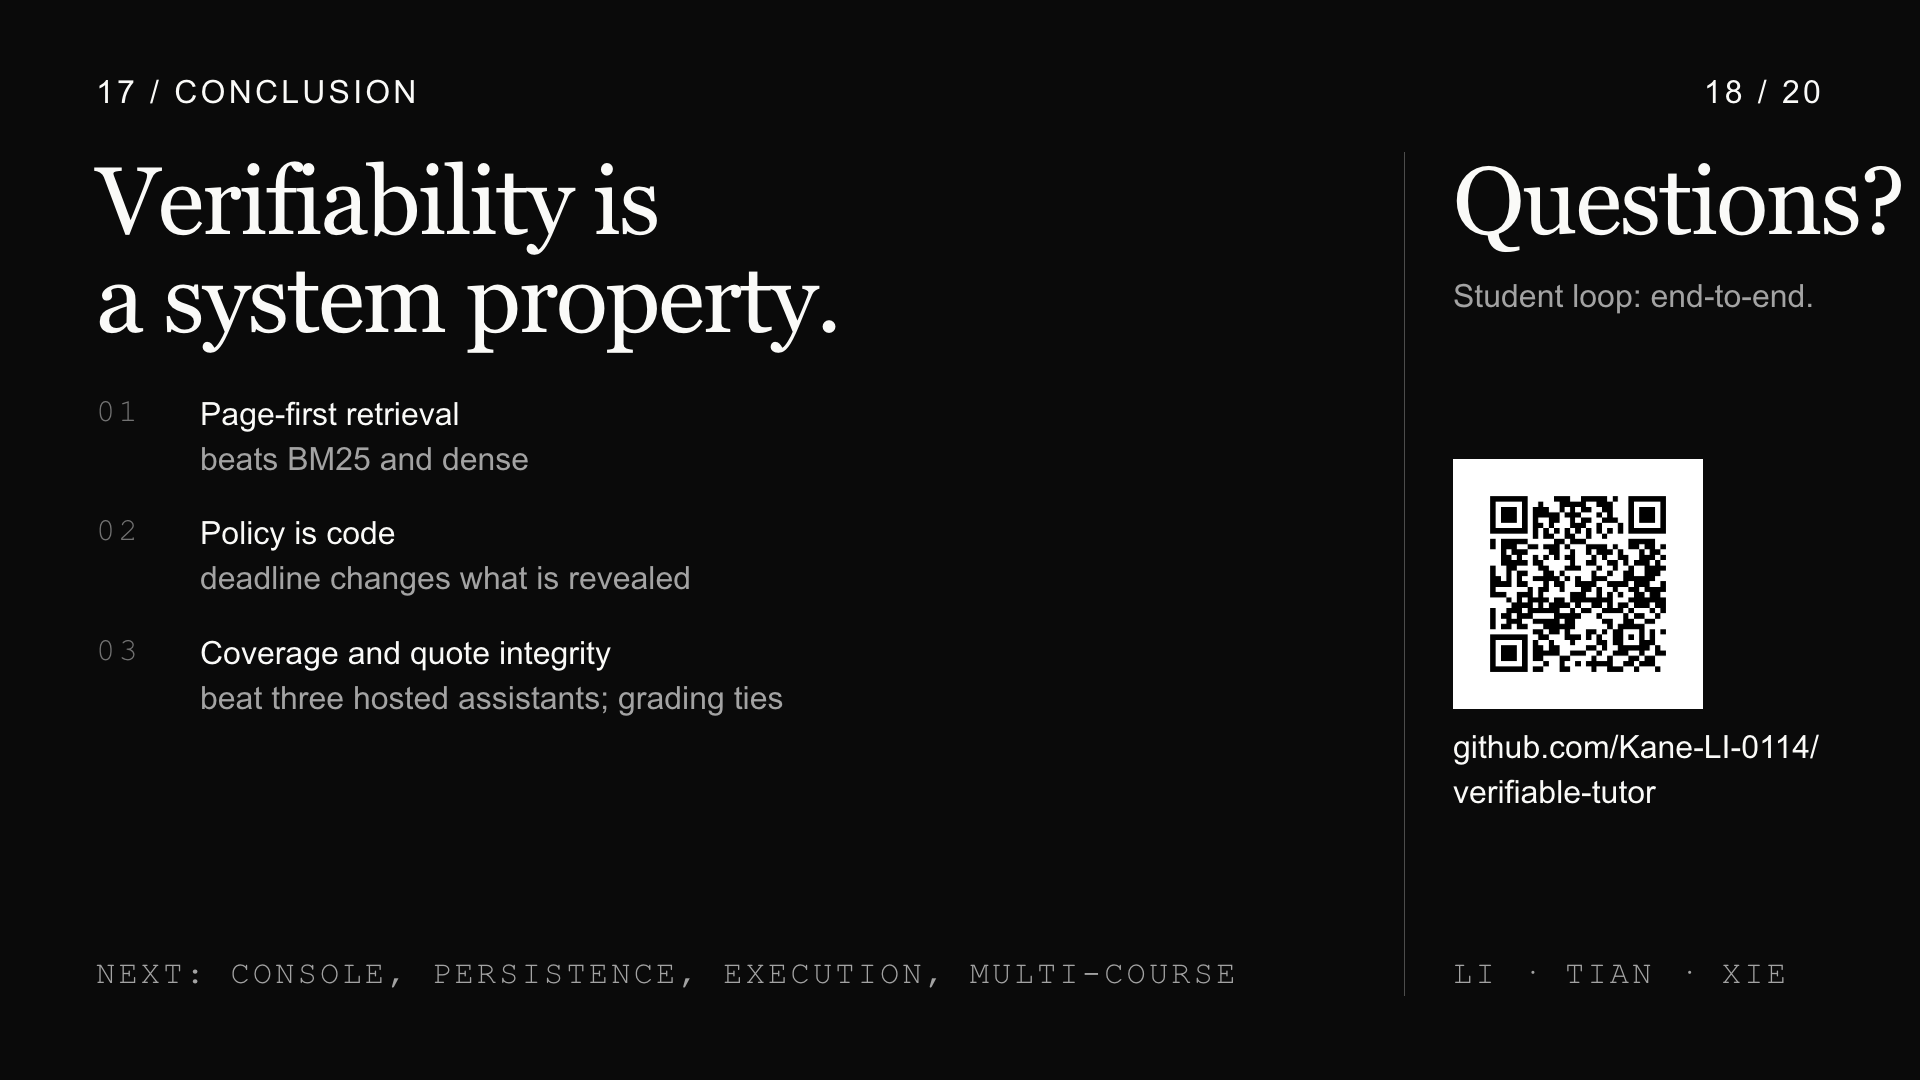 17 / CONCLUSION
18 / 20
Verifiability is
a system property.
01
Page-first retrieval
beats BM25 and dense
02
Policy is code
deadline changes what is revealed
03
Coverage and quote integrity
beat three hosted assistants; grading ties
NEXT: CONSOLE, PERSISTENCE, EXECUTION, MULTI-COURSE
Questions?
Student loop: end-to-end.
github.com/Kane-LI-0114/
verifiable-tutor
LI · TIAN · XIE